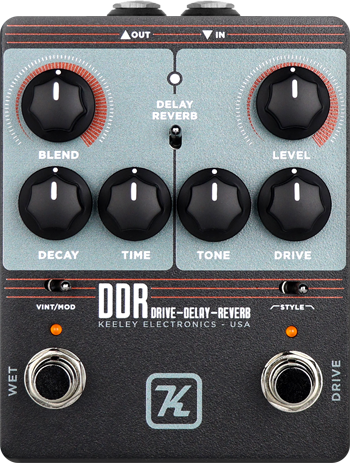 ▲OUT ▼IN
DELAY
REVERB
BLEND LEVEL
DECAY TIME TONE DRIVE
VINT/MOD STYLE
DDR DRIVE-DELAY-REVERB
KEELEY ELECTRONICS - USA
WET DRIVE
K